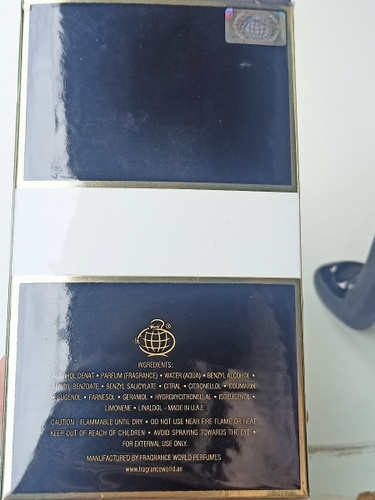 INGREDIENTS:
ALCOHOL DENAT • PARFUM (FRAGRANCE) • WATER (AQUA) • BENZYL ALCOHOL •
BENZYL BENZOATE • BENZYL SALICYLATE • CITRAL • CITRONELLOL • COUMARIN
EUGENOL • FARNESOL • GERANIOL • HYDROXYCITRONELLAL • ISOEUGENOL •
LIMONENE • LINALOOL - MADE IN U.A.E
CAUTION : FLAMMABLE UNTIL DRY • DO NOT USE NEAR FIRE FLAME OR HEAT
KEEP OUT OF REACH OF CHILDREN • AVOID SPRAYING TOWARDS THE EYE •
FOR EXTERNAL USE ONLY.
MANUFACTURED BY FRAGRANCE WORLD PERFUMES
www.fragranceworld.ae